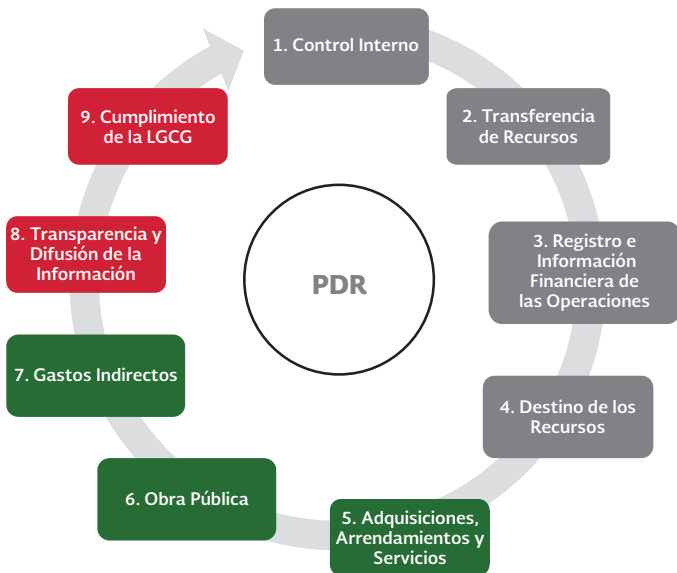 1. Control Interno
2. Transferencia
de Recursos
3. Registro e
Información
Financiera de
las Operaciones
4. Destino de los
Recursos
5. Adquisiciones,
Arrendamientos y
Servicios
6. Obra Pública
7. Gastos Indirectos
8. Transparencia y
Difusión de la
Información
9. Cumplimiento
de la LGCG
PDR